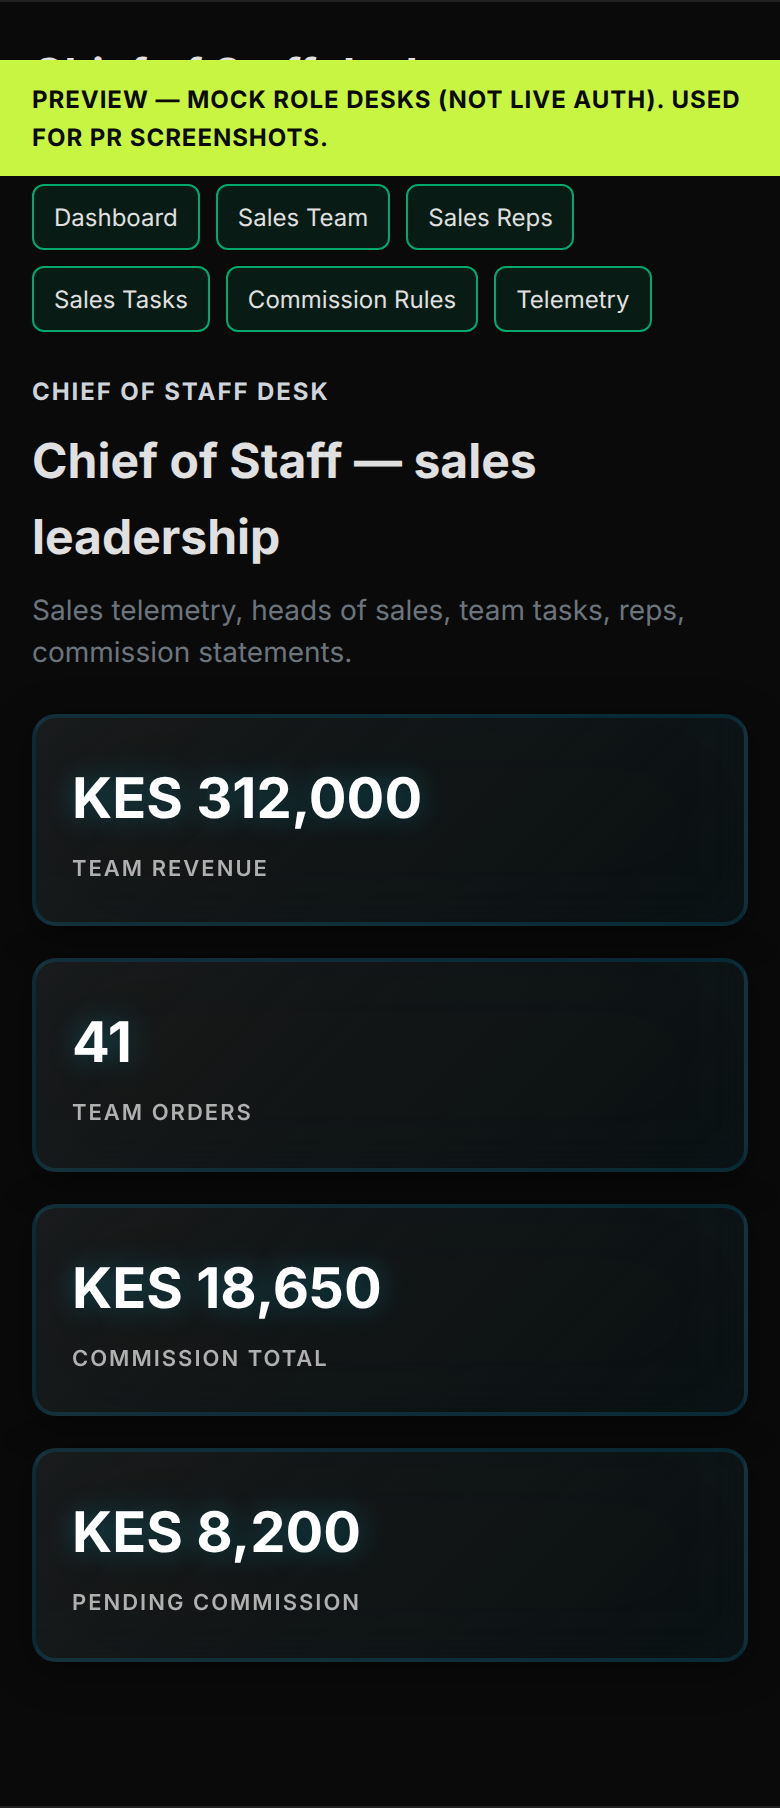 PREVIEW — MOCK ROLE DESKS (NOT LIVE AUTH). USED
FOR PR SCREENSHOTS.
Dashboard
Sales Team
Sales Reps
Sales Tasks
Commission Rules
Telemetry
CHIEF OF STAFF DESK
Chief of Staff — sales
leadership
Sales telemetry, heads of sales, team tasks, reps,
commission statements.
KES 312,000
TEAM REVENUE
41
TEAM ORDERS
KES 18,650
COMMISSION TOTAL
KES 8,200
PENDING COMMISSION